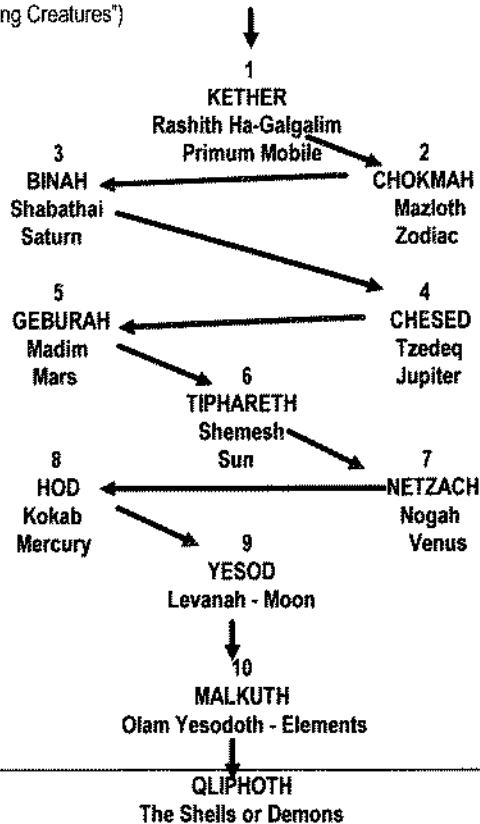 ng Creatures")
1
KETHER
Rashith Ha-Galgalim
Primum Mobile
2
CHOKMAH
Mazloth
Zodiac
3
BINAH
Shabathai
Saturn
4
CHESED
Tzedeq
Jupiter
5
GEBURAH
Madim
Mars
6
TIPHARETH
Shemesh
Sun
7
NETZACH
Nogah
Venus
8
HOD
Kokab
Mercury
9
YESOD
Levanah - Moon
10
MALKUTH
Olam Yesodoth - Elements
QLIPHOTH
The Shells or Demons